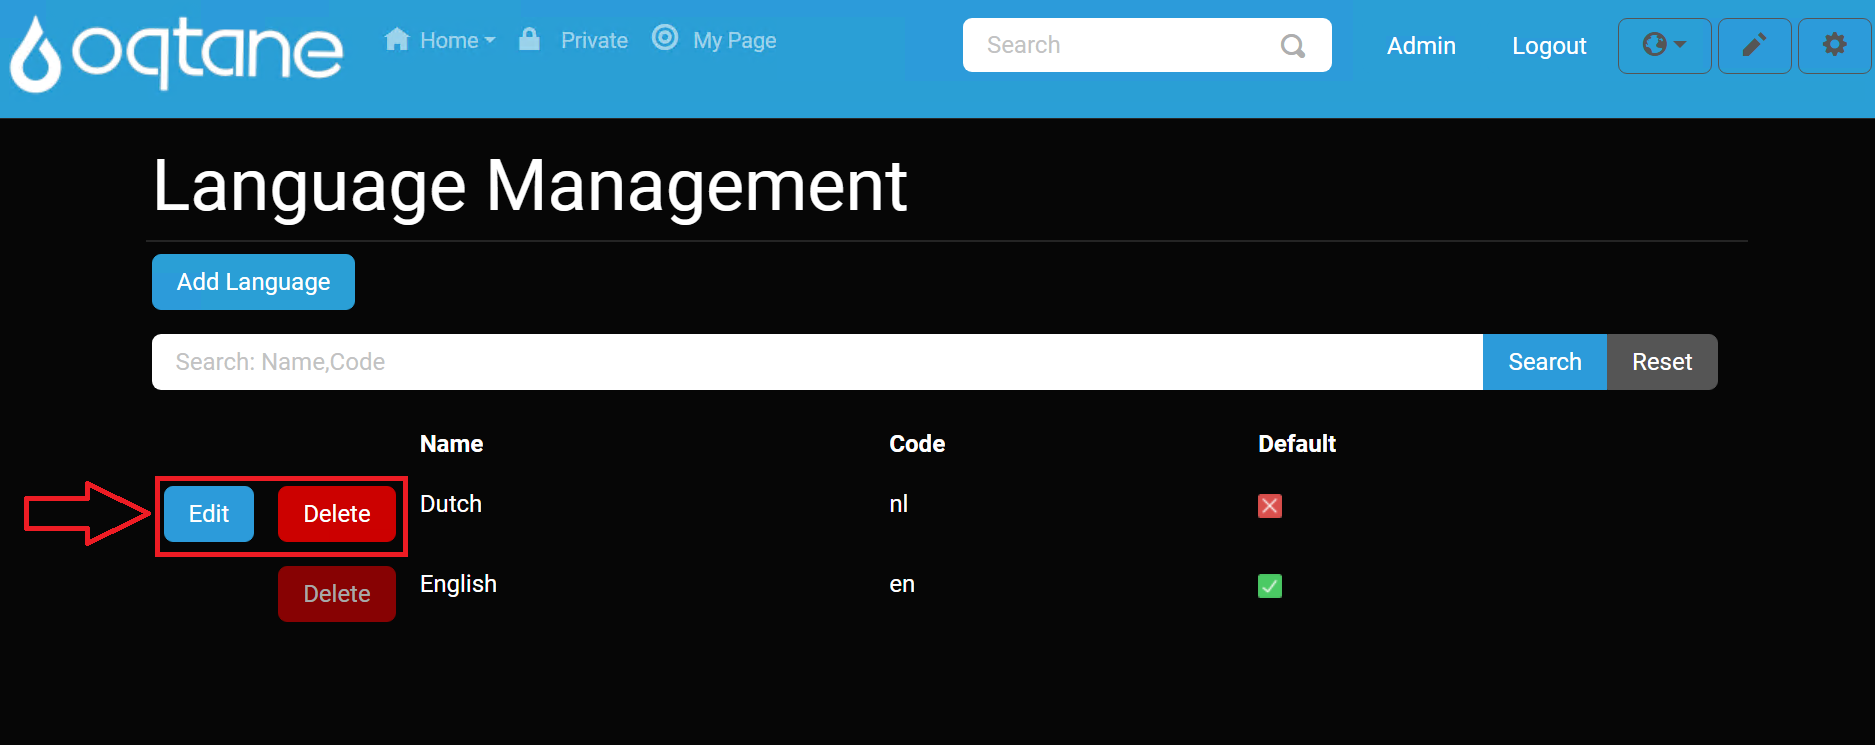 oqtane Home Private My Page Search Admin Logout
Language Management
Add Language
Search: Name,Code Search Reset
Name Code Default
Edit Delete Dutch nl
Delete English en